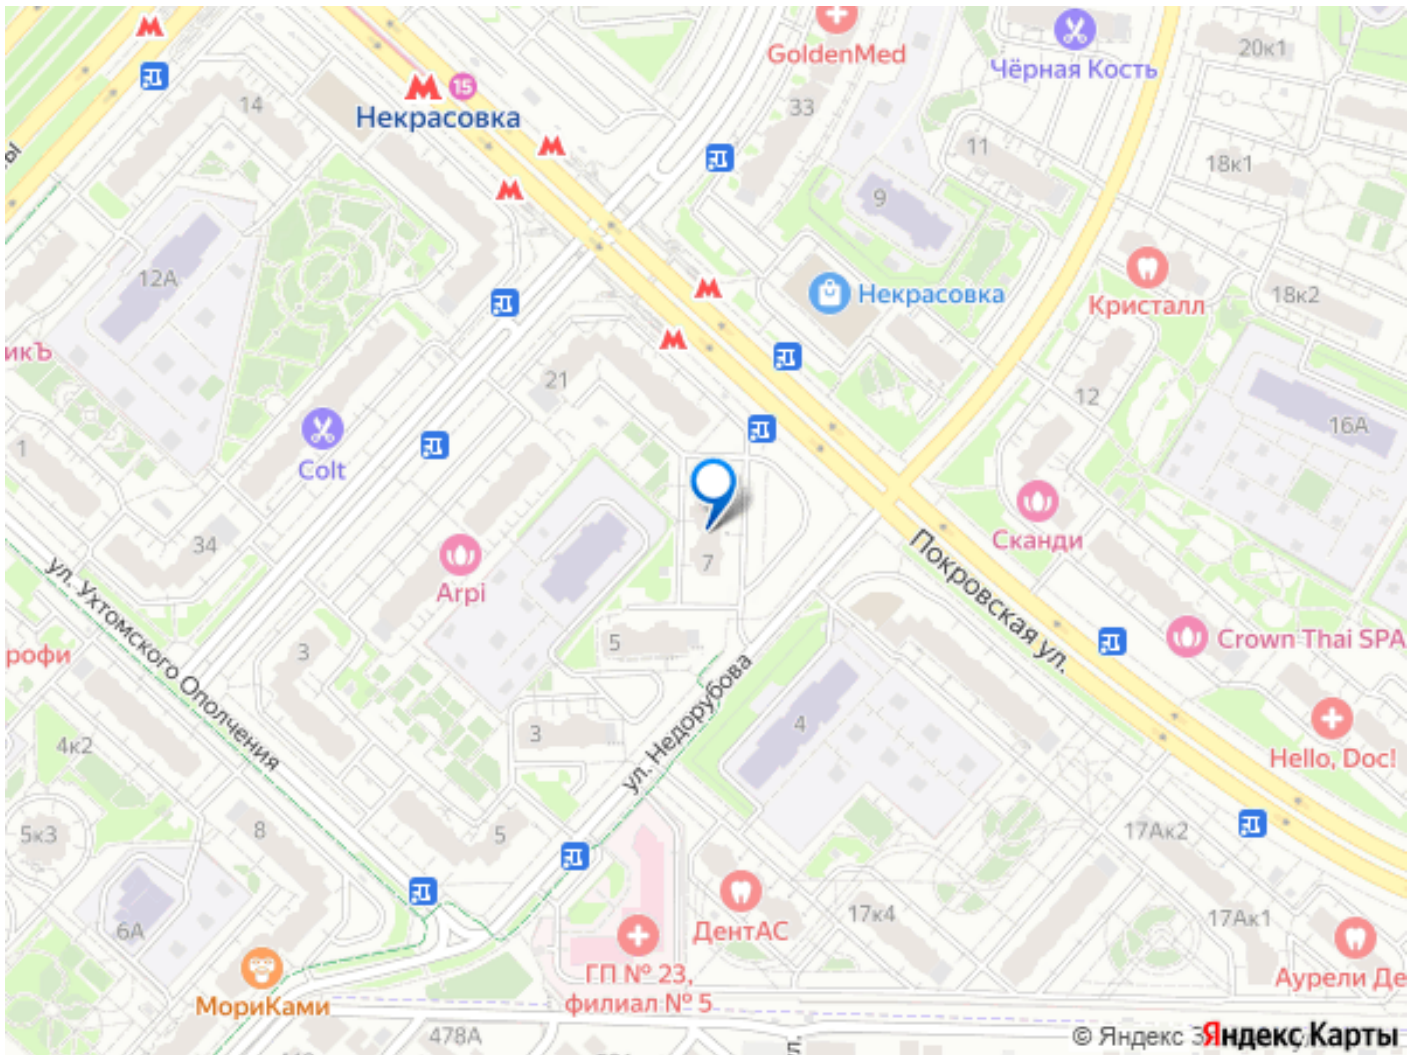 GoldenMed
Чёрная Кость
20к1
14
15
Некрасовка
33
11
18к1
9
12А
Некрасовка
18к2
Кристалл
икЪ
21
12
16А
1
Colt
34
Arpi
7
Сканди
Покровская ул.
ул. Ухтомского Ополчения
3
5
Crown Thai SPA
рофи
ул. Недорубова
4к2
3
4
Hello, Doc!
5к3
8
5
17Ак2
6А
ДентАС
17к4
17Ак1
ГП № 23,
филиал № 5
Аурели Де
МориКами
478А
ул.
© Яндекс
Яндекс Карты